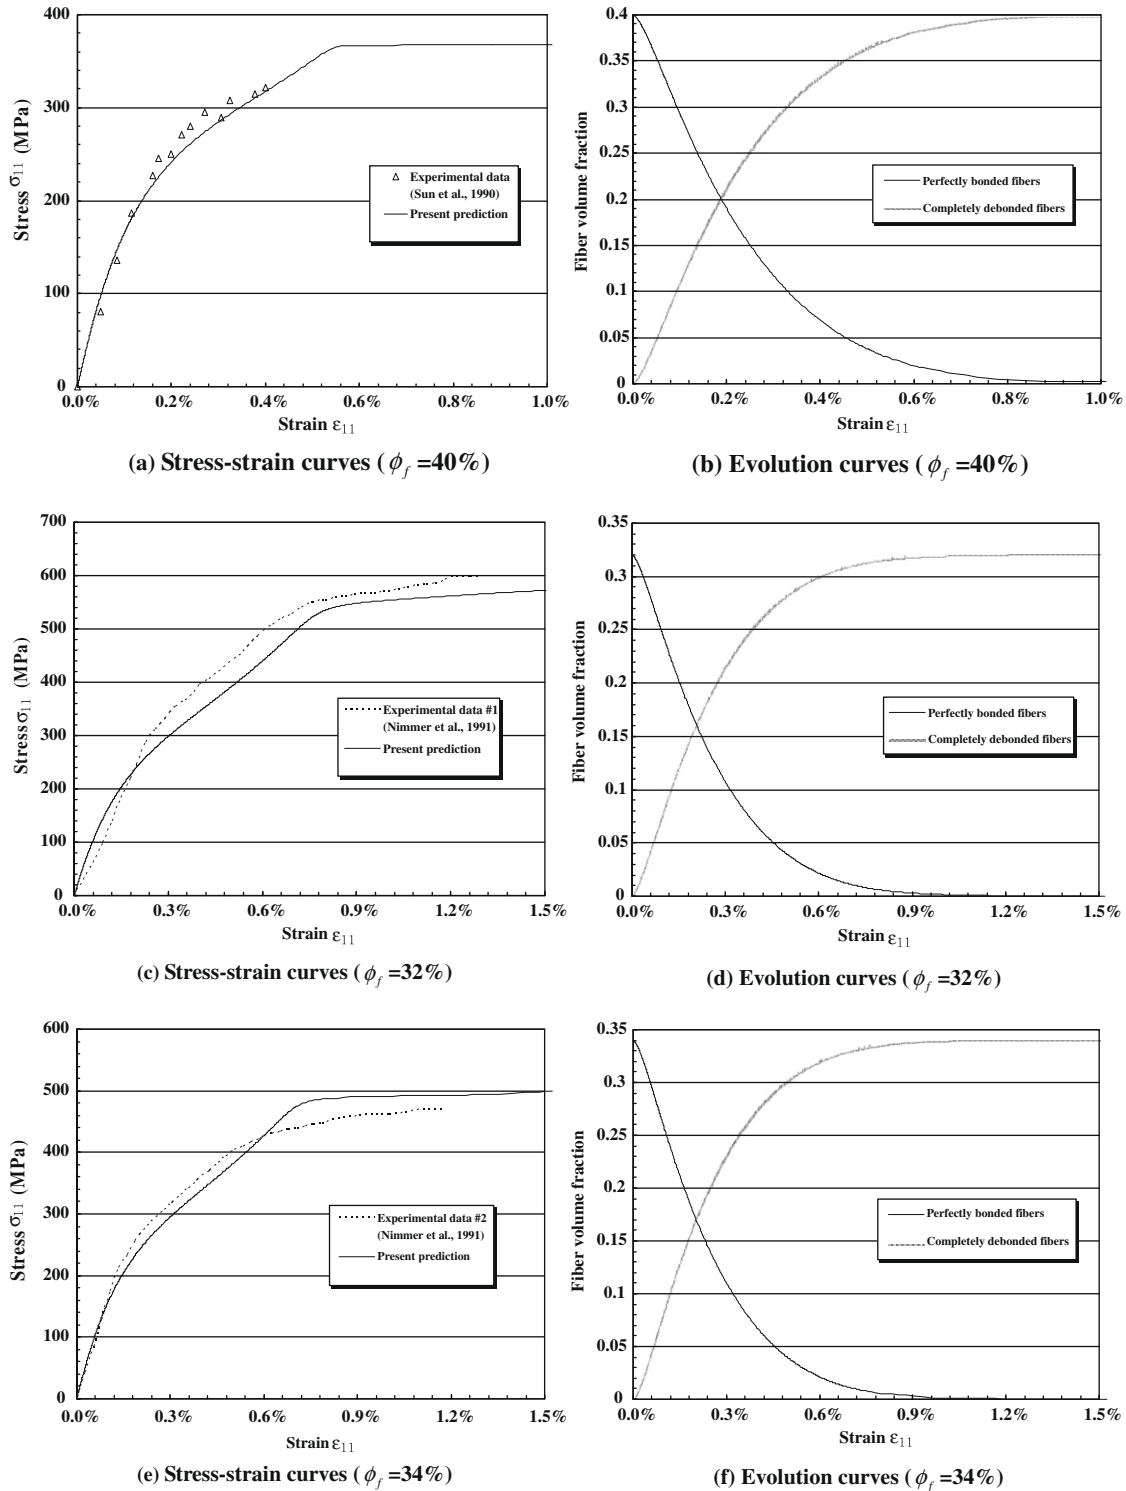 400
300
200
100
0
Stress σ11 (MPa)
Experimental data
(Sun et al., 1990)
Present prediction
0.0% 0.2% 0.4% 0.6% 0.8% 1.0%
Strain ε11
(a) Stress-strain curves ( ϕf =40%)
0.4
0.35
0.3
0.25
0.2
0.15
0.1
0.05
0
Fiber volume fraction
Perfectly bonded fibers
Completely debonded fibers
0.0% 0.2% 0.4% 0.6% 0.8% 1.0%
Strain ε11
(b) Evolution curves ( ϕf =40%)
700
600
500
400
300
200
100
0
Stress σ11 (MPa)
Experimental data #1
(Nimmer et al., 1991)
Present prediction
0.0% 0.3% 0.6% 0.9% 1.2% 1.5%
Strain ε11
(c) Stress-strain curves ( ϕf =32%)
0.35
0.3
0.25
0.2
0.15
0.1
0.05
0
Fiber volume fraction
Perfectly bonded fibers
Completely debonded fibers
0.0% 0.3% 0.6% 0.9% 1.2% 1.5%
Strain ε11
(d) Evolution curves ( ϕf =32%)
600
500
400
300
200
100
0
Stress σ11 (MPa)
Experimental data #2
(Nimmer et al., 1991)
Present prediction
0.0% 0.3% 0.6% 0.9% 1.2% 1.5%
Strain ε11
(e) Stress-strain curves ( ϕf =34%)
0.35
0.3
0.25
0.2
0.15
0.1
0.05
0
Fiber volume fraction
Perfectly bonded fibers
Completely debonded fibers
0.0% 0.3% 0.6% 0.9% 1.2% 1.5%
Strain ε11
(f) Evolution curves ( ϕf =34%)